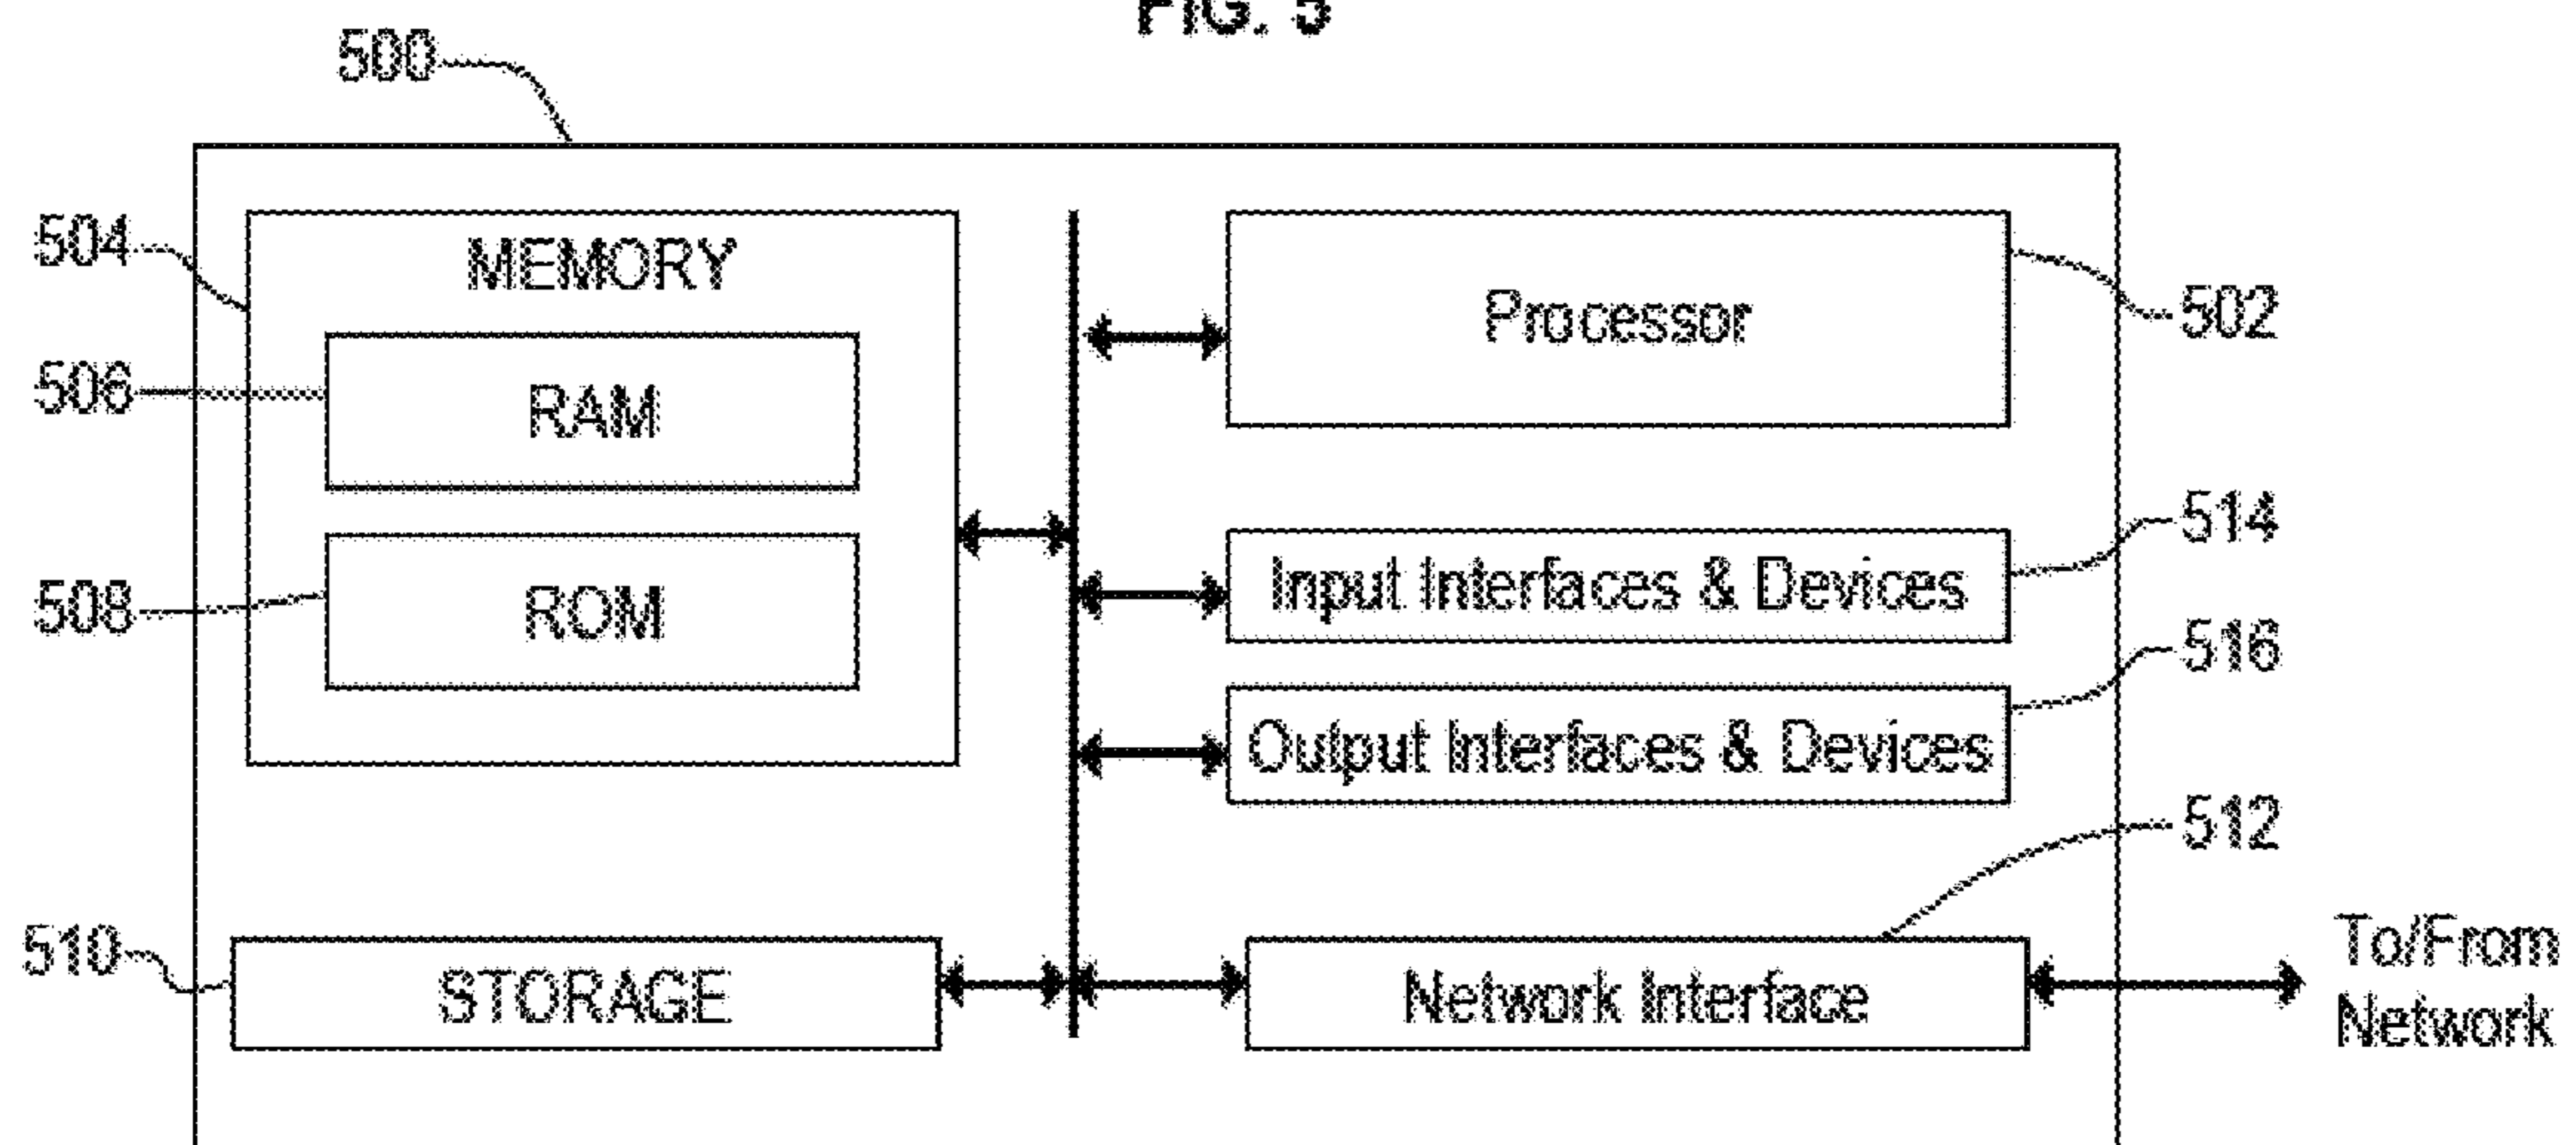 FIG. 5
500
504
MEMORY
Processor
502
506
RAM
514
Input Interfaces & Devices
508
ROM
516
Output Interfaces & Devices
512
510
STORAGE
Network Interface
To/From
Network